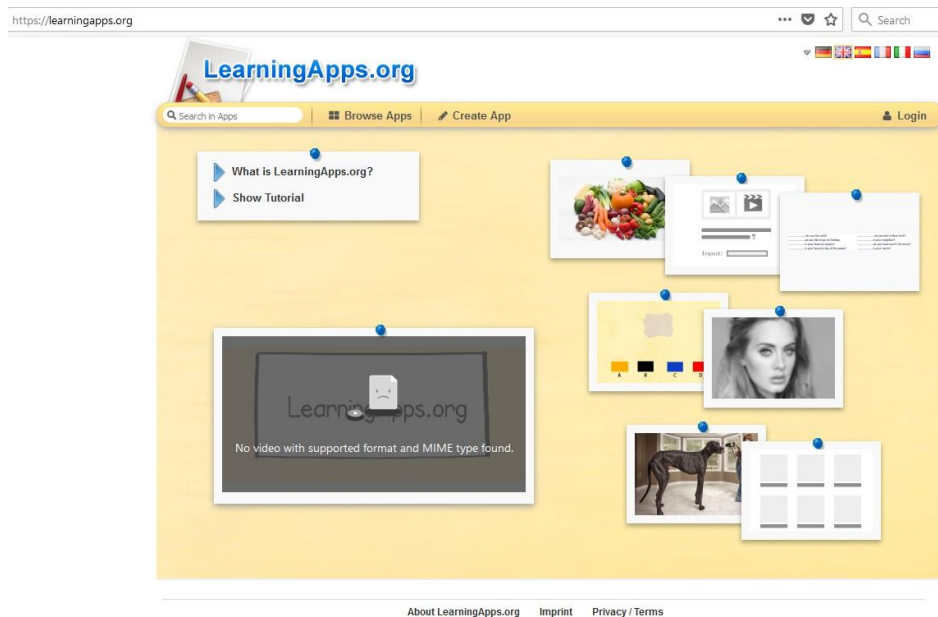 https://learningapps.org
Search
LearningApps.org
Search in Apps
Browse Apps
Create App
Login
What is LearningApps.org?
Show Tutorial
Input:
?
LearningApps.org
No video with supported format and MIME type found.
A B C D
About LearningApps.org Imprint Privacy / Terms